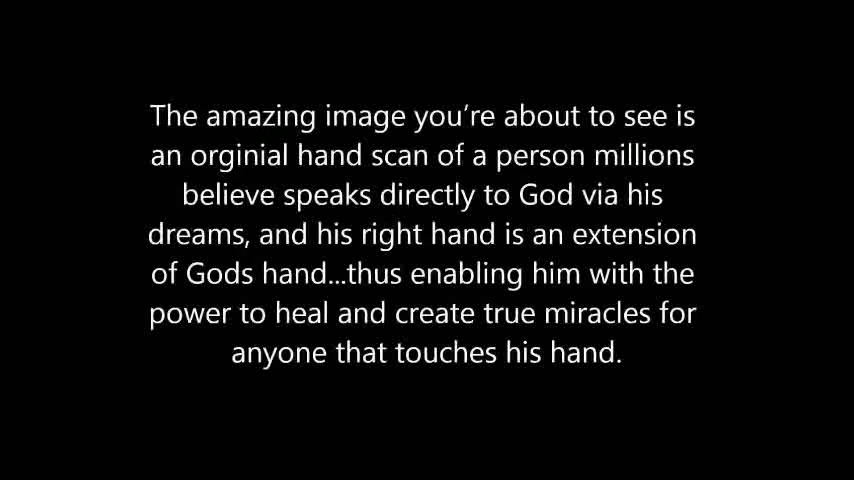 The amazing image you’re about to see is
an orginial hand scan of a person millions
believe speaks directly to God via his
dreams, and his right hand is an extension
of Gods hand...thus enabling him with the
power to heal and create true miracles for
anyone that touches his hand.